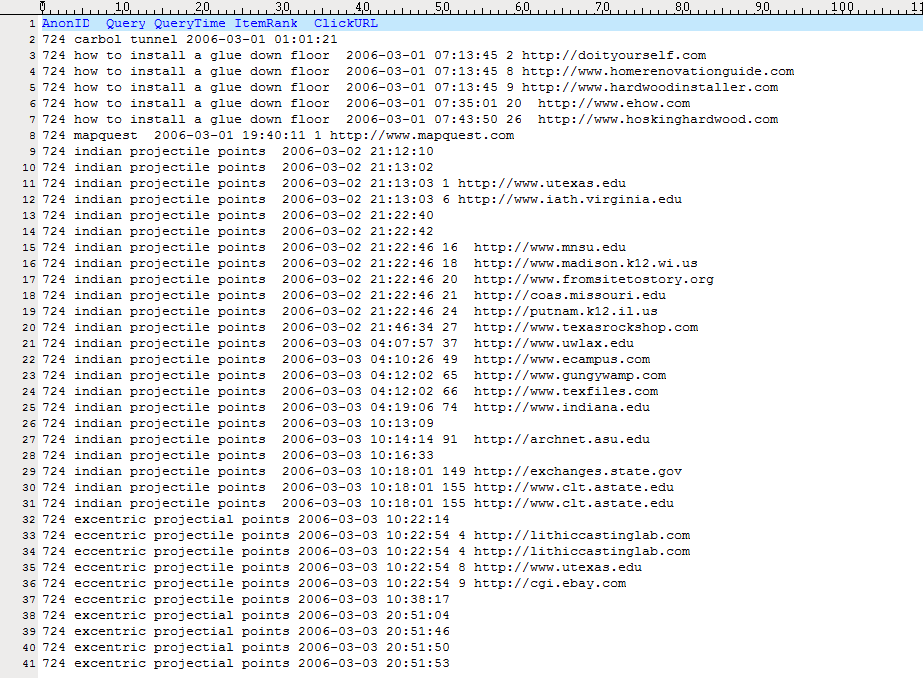 0 10 20 30 40 50 60 70 80 90 100 11
1 AnonID Query QueryTime ItemRank ClickURL
2 724 carbol tunnel 2006-03-01 01:01:21
3 724 how to install a glue down floor 2006-03-01 07:13:45 2 http://doityourself.com
4 724 how to install a glue down floor 2006-03-01 07:13:45 8 http://www.homerenovationguide.com
5 724 how to install a glue down floor 2006-03-01 07:13:45 9 http://www.hardwoodinstaller.com
6 724 how to install a glue down floor 2006-03-01 07:35:01 20 http://www.ehow.com
7 724 how to install a glue down floor 2006-03-01 07:43:50 26 http://www.hoskinghardwood.com
8 724 mapquest 2006-03-01 19:40:11 1 http://www.mapquest.com
9 724 indian projectile points 2006-03-02 21:12:10
10 724 indian projectile points 2006-03-02 21:13:02
11 724 indian projectile points 2006-03-02 21:13:03 1 http://www.utexas.edu
12 724 indian projectile points 2006-03-02 21:13:03 6 http://www.iath.virginia.edu
13 724 indian projectile points 2006-03-02 21:22:40
14 724 indian projectile points 2006-03-02 21:22:42
15 724 indian projectile points 2006-03-02 21:22:46 16 http://www.mnsu.edu
16 724 indian projectile points 2006-03-02 21:22:46 18 http://www.madison.k12.wi.us
17 724 indian projectile points 2006-03-02 21:22:46 20 http://www.fromsitetostory.org
18 724 indian projectile points 2006-03-02 21:22:46 21 http://coas.missouri.edu
19 724 indian projectile points 2006-03-02 21:22:46 24 http://putnam.k12.il.us
20 724 indian projectile points 2006-03-02 21:46:34 27 http://www.texasrockshop.com
21 724 indian projectile points 2006-03-03 04:07:57 37 http://www.uwlax.edu
22 724 indian projectile points 2006-03-03 04:10:26 49 http://www.ecampus.com
23 724 indian projectile points 2006-03-03 04:12:02 65 http://www.gungywamp.com
24 724 indian projectile points 2006-03-03 04:12:02 66 http://www.texfiles.com
25 724 indian projectile points 2006-03-03 04:19:06 74 http://www.indiana.edu
26 724 indian projectile points 2006-03-03 10:13:09
27 724 indian projectile points 2006-03-03 10:14:14 91 http://archnet.asu.edu
28 724 indian projectile points 2006-03-03 10:16:33
29 724 indian projectile points 2006-03-03 10:18:01 149 http://exchanges.state.gov
30 724 indian projectile points 2006-03-03 10:18:01 155 http://www.clt.astate.edu
31 724 indian projectile points 2006-03-03 10:18:01 155 http://www.clt.astate.edu
32 724 excentric projectial points 2006-03-03 10:22:14
33 724 eccentric projectile points 2006-03-03 10:22:54 4 http://lithiccastinglab.com
34 724 eccentric projectile points 2006-03-03 10:22:54 4 http://lithiccastinglab.com
35 724 eccentric projectile points 2006-03-03 10:22:54 8 http://www.utexas.edu
36 724 eccentric projectile points 2006-03-03 10:22:54 9 http://cgi.ebay.com
37 724 eccentric projectile points 2006-03-03 10:38:17
38 724 excentric projectial points 2006-03-03 20:51:04
39 724 excentric projectial points 2006-03-03 20:51:46
40 724 excentric projectial points 2006-03-03 20:51:50
41 724 excentric projectial points 2006-03-03 20:51:53